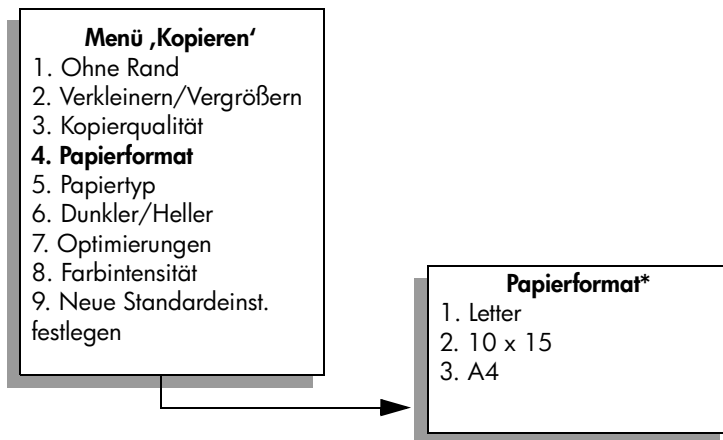 Menü ‚Kopieren‘
1. Ohne Rand
2. Verkleinern/Vergrößern
3. Kopierqualität
4. Papierformat
5. Papiertyp
6. Dunkler/Heller
7. Optimierungen
8. Farbintensität
9. Neue Standardeinst.
festlegen
Papierformat*
1. Letter
2. 10 x 15
3. A4